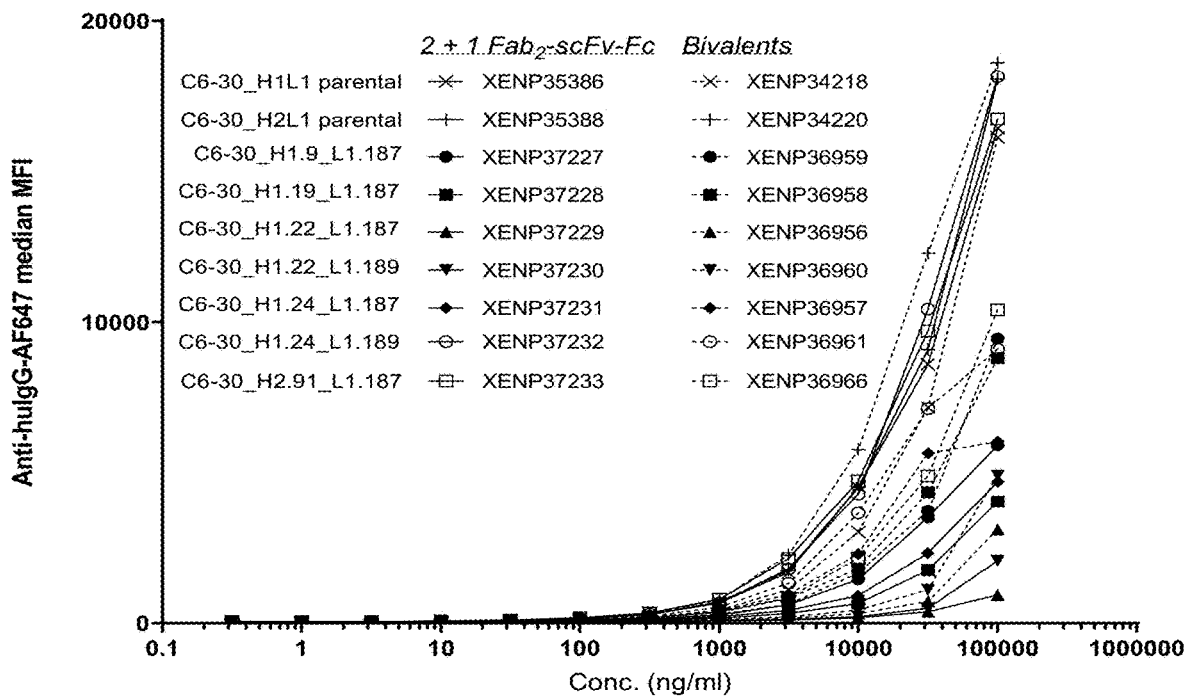 20000
2 + 1 Fab2-scFv-Fc Bivalents
C6-30_H1L1 parental XENP35386 XENP34218
C6-30_H2L1 parental XENP35388 XENP34220
C6-30_H1.9_L1.187 XENP37227 XENP36959
C6-30_H1.19_L1.187 XENP37228 XENP36958
C6-30_H1.22_L1.187 XENP37229 XENP36956
C6-30_H1.22_L1.189 XENP37230 XENP36960
C6-30_H1.24_L1.187 XENP37231 XENP36957
C6-30_H1.24_L1.189 XENP37232 XENP36961
C6-30_H2.91_L1.187 XENP37233 XENP36966
Anti-huIgG-AF647 median MFI
10000
0
0.1 1 10 100 1000 10000 100000 1000000
Conc. (ng/ml)